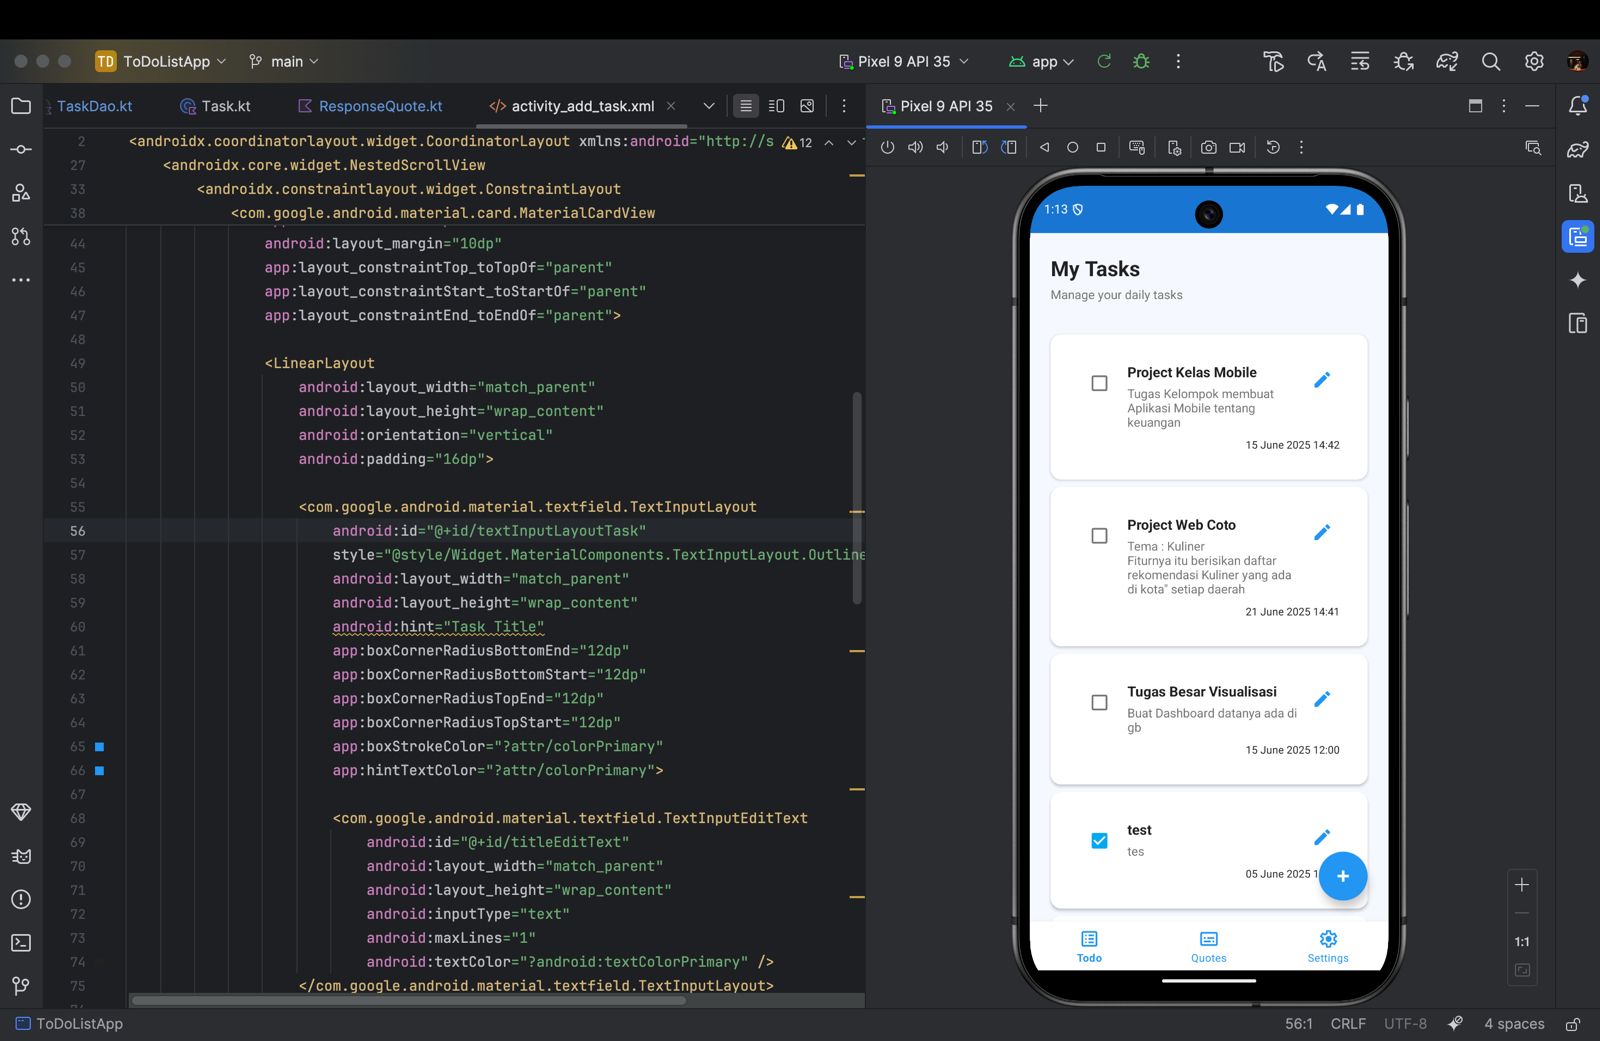 TD ToDoListApp main Pixel 9 API 35 app
TaskDao.kt Task.kt ResponseQuote.kt activity_add_task.xml Pixel 9 API 35
2 <androidx.coordinatorlayout.widget.CoordinatorLayout xmlns:android="http://s 12
27 <androidx.core.widget.NestedScrollView
33 <androidx.constraintlayout.widget.ConstraintLayout
38 <com.google.android.material.card.MaterialCardView
44 android:layout_margin="10dp"
45 app:layout_constraintTop_toTopOf="parent"
46 app:layout_constraintStart_toStartOf="parent"
47 app:layout_constraintEnd_toEndOf="parent">
48
49 <LinearLayout
50 android:layout_width="match_parent"
51 android:layout_height="wrap_content"
52 android:orientation="vertical"
53 android:padding="16dp">
54
55 <com.google.android.material.textfield.TextInputLayout
56 android:id="@+id/textInputLayoutTask"
57 style="@style/Widget.MaterialComponents.TextInputLayout.Outline
58 android:layout_width="match_parent"
59 android:layout_height="wrap_content"
60 android:hint="Task Title"
61 app:boxCornerRadiusBottomEnd="12dp"
62 app:boxCornerRadiusBottomStart="12dp"
63 app:boxCornerRadiusTopEnd="12dp"
64 app:boxCornerRadiusTopStart="12dp"
65 app:boxStrokeColor="?attr/colorPrimary"
66 app:hintTextColor="?attr/colorPrimary">
67
68 <com.google.android.material.textfield.TextInputEditText
69 android:id="@+id/titleEditText"
70 android:layout_width="match_parent"
71 android:layout_height="wrap_content"
72 android:inputType="text"
73 android:maxLines="1"
74 android:textColor="?android:textColorPrimary" />
75 </com.google.android.material.textfield.TextInputLayout>
1:13
My Tasks
Manage your daily tasks
Project Kelas Mobile
Tugas Kelompok membuat
Aplikasi Mobile tentang
keuangan
15 June 2025 14:42
Project Web Coto
Tema : Kuliner
Fiturnya itu berisikan daftar
rekomendasi Kuliner yang ada
di kota" setiap daerah
21 June 2025 14:41
Tugas Besar Visualisasi
Buat Dashboard datanya ada di
gb
15 June 2025 12:00
test
tes
05 June 2025 1
Todo Quotes Settings
1:1
ToDoListApp 56:1 CRLF UTF-8 4 spaces